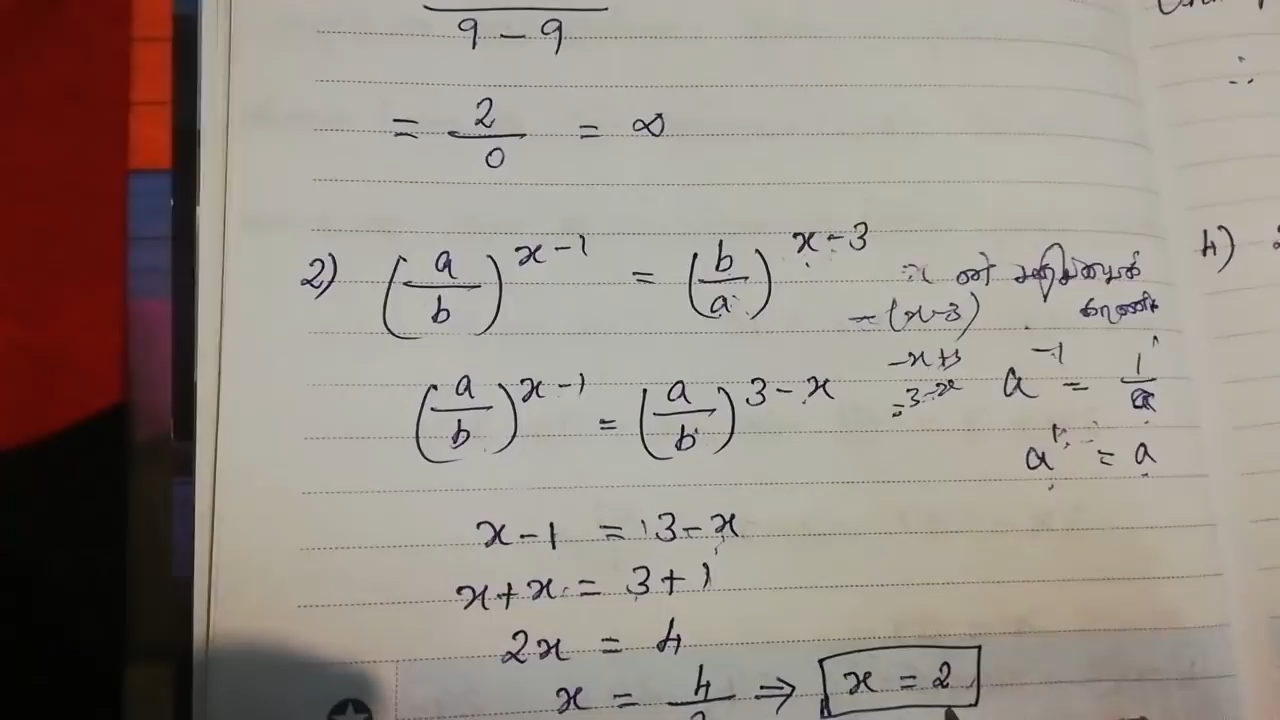 9 - 9
= 2/0 = ∞
2) (a/b)^(x-1) = (b/a)^(x-3) x ன் மதிப்பைக் காண்க
-(x-3)
(a/b)^(x-1) = (a/b)^(3-x)
-x+3
= 3-x
a^-1 = 1/a
a^1 = a
x-1 = 3-x
x+x = 3+1
2x = 4
x = 4/2 ⇒ x = 2
4)
∴